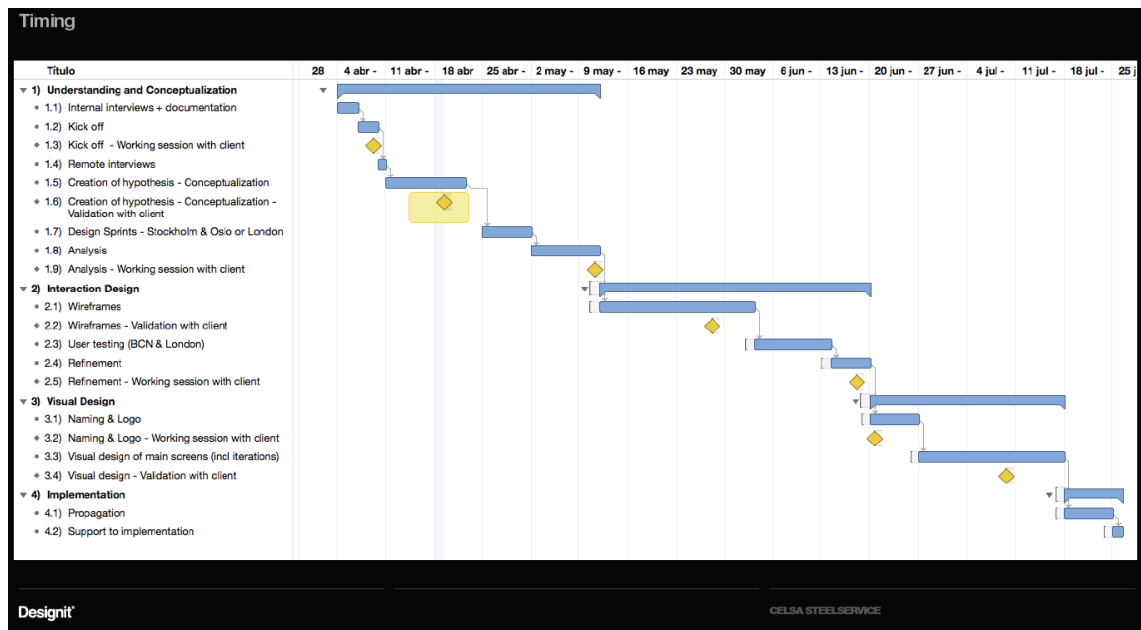 Timing
Título 28 4 abr - 11 abr - 18 abr 25 abr - 2 may - 9 may - 16 may 23 may 30 may 6 jun - 13 jun - 20 jun - 27 jun - 4 jul - 11 jul - 18 jul - 25 j
1) Understanding and Conceptualization
1.1) Internal interviews + documentation
1.2) Kick off
1.3) Kick off - Working session with client
1.4) Remote interviews
1.5) Creation of hypothesis - Conceptualization
1.6) Creation of hypothesis - Conceptualization -
Validation with client
1.7) Design Sprints - Stockholm & Oslo or London
1.8) Analysis
1.9) Analysis - Working session with client
2) Interaction Design
2.1) Wireframes
2.2) Wireframes - Validation with client
2.3) User testing (BCN & London)
2.4) Refinement
2.5) Refinement - Working session with client
3) Visual Design
3.1) Naming & Logo
3.2) Naming & Logo - Working session with client
3.3) Visual design of main screens (incl iterations)
3.4) Visual design - Validation with client
4) Implementation
4.1) Propagation
4.2) Support to implementation
Designit
CELSA STEELSERVICE